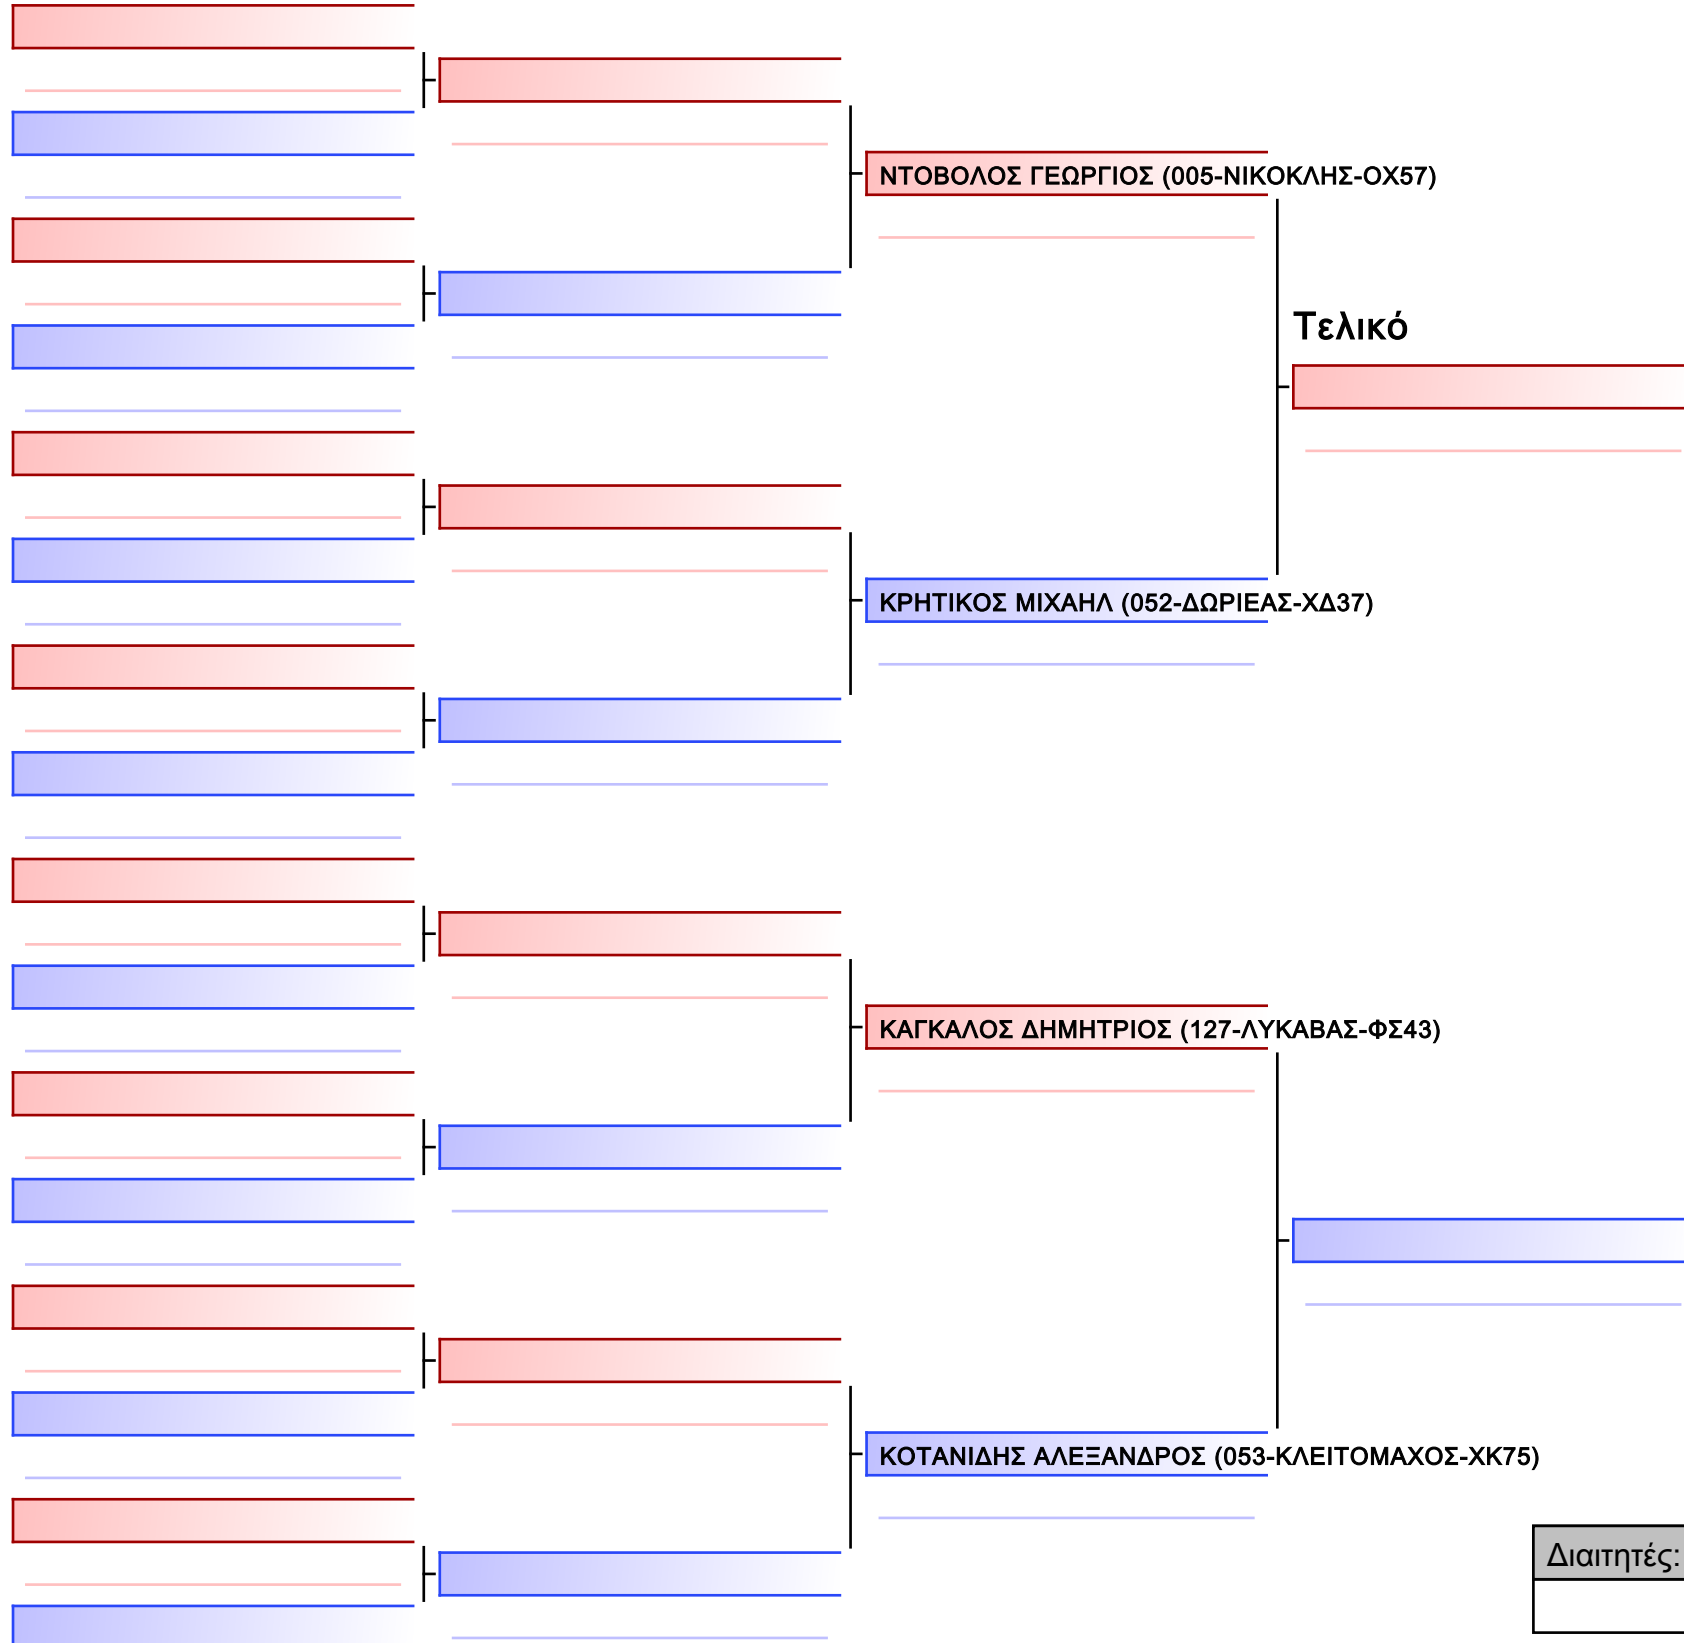 ΝΤΟΒΟΛΟΣ ΓΕΩΡΓΙΟΣ (005-ΝΙΚΟΚΛΗΣ-ΟΧ57)
Τελικό
ΚΡΗΤΙΚΟΣ ΜΙΧΑΗΛ (052-ΔΩΡΙΕΑΣ-ΧΔ37)
ΚΑΓΚΑΛΟΣ ΔΗΜΗΤΡΙΟΣ (127-ΛΥΚΑΒΑΣ-ΦΣ43)
ΚΟΤΑΝΙΔΗΣ ΑΛΕΞΑΝΔΡΟΣ (053-ΚΛΕΙΤΟΜΑΧΟΣ-ΧΚ75)
Διαιτητές: